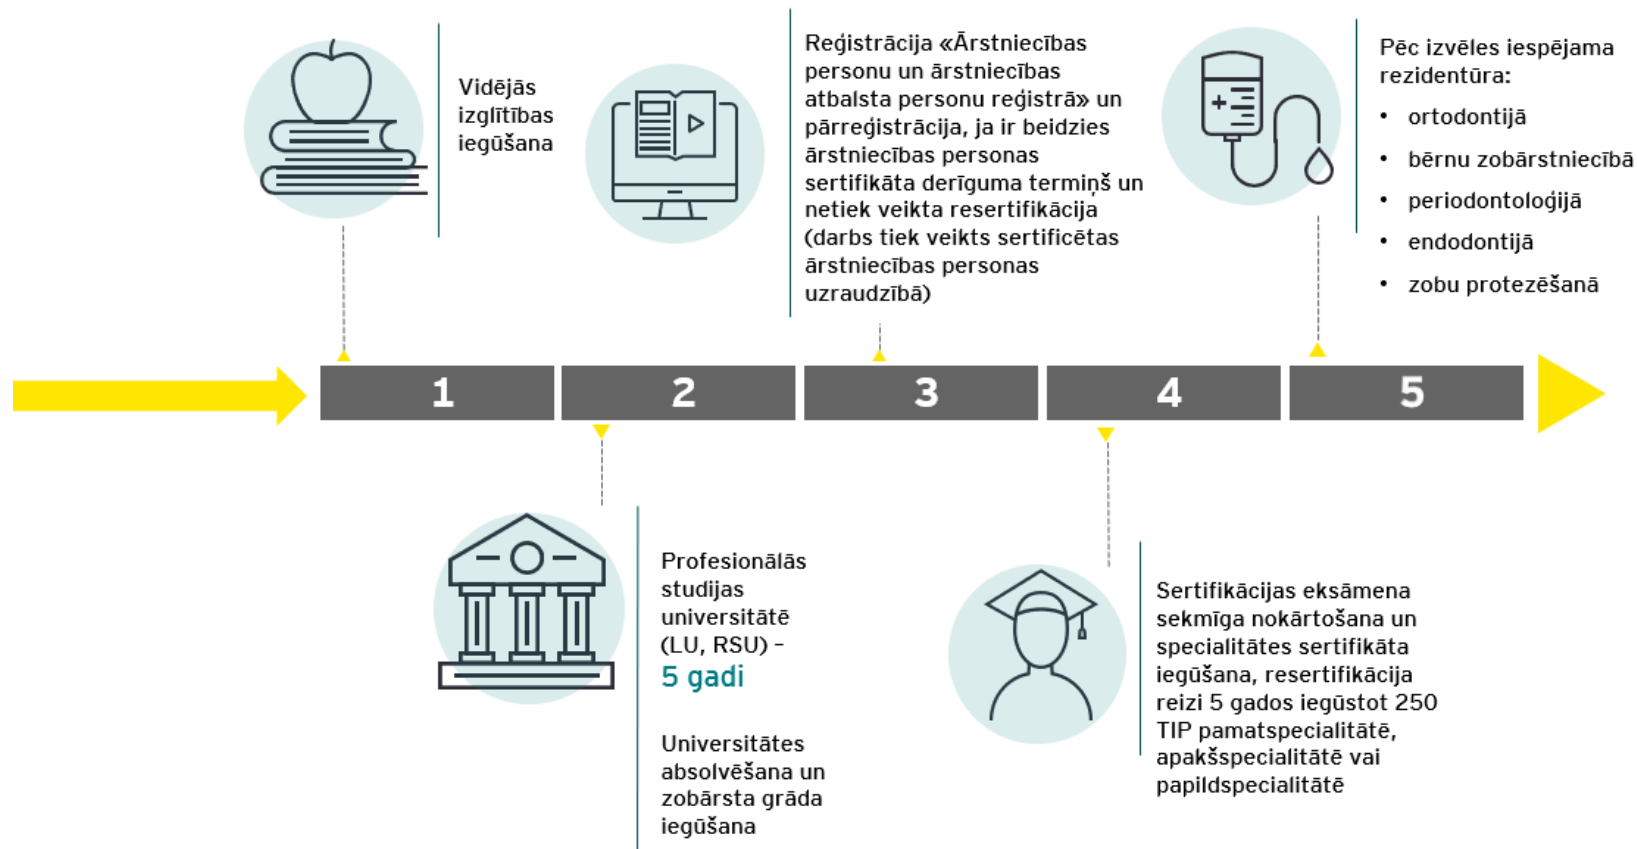 Vidējās
izglītības
iegūšana
Reģistrācija «Ārstniecības
personu un ārstniecības
atbalsta personu reģistrā» un
pārreģistrācija, ja ir beidzies
ārstniecības personas
sertifikāta derīguma termiņš un
netiek veikta resertifikācija
(darbs tiek veikts sertificētas
ārstniecības personas
uzraudzībā)
Pēc izvēles iespējama
rezidentūra:
• ortodontijā
• bērnu zobārstniecībā
• periodontoloģijā
• endodontijā
• zobu protezēšanā
1 2 3 4 5
Profesionālās
studijas
universitātē
(LU, RSU) –
5 gadi
Universitātes
absolvēšana un
zobārsta grāda
iegūšana
Sertifikācijas eksāmena
sekmīga nokārtošana un
specialitātes sertifikāta
iegūšana, resertifikācija
reizi 5 gados iegūstot 250
TIP pamatspecialitātē,
apakšspecialitātē vai
papildspecialitātē